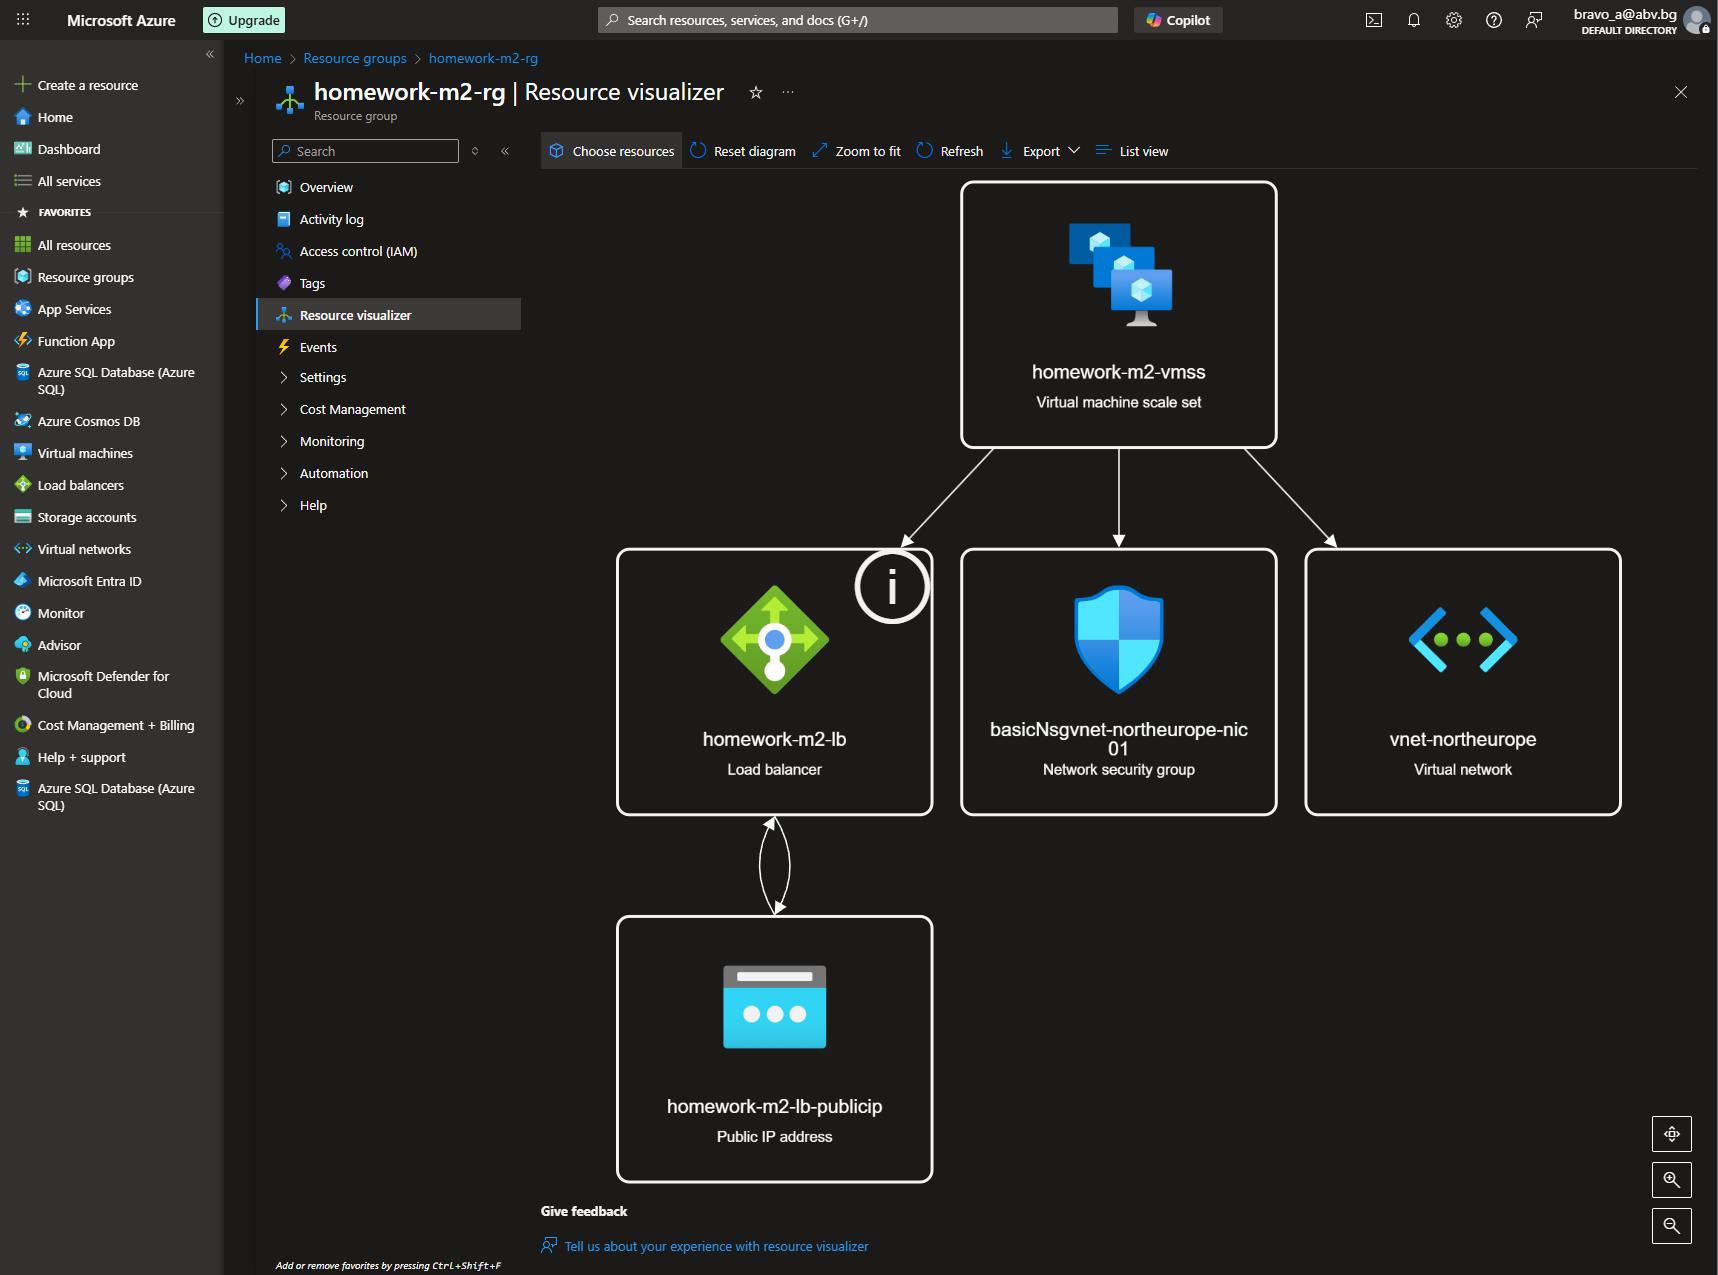 Microsoft Azure
Upgrade
Search resources, services, and docs (G+/)
Copilot
bravo_a@abv.bg
DEFAULT DIRECTORY
Create a resource
Home
Dashboard
All services
FAVORITES
All resources
Resource groups
App Services
Function App
Azure SQL Database (Azure
SQL)
Azure Cosmos DB
Virtual machines
Load balancers
Storage accounts
Virtual networks
Microsoft Entra ID
Monitor
Advisor
Microsoft Defender for
Cloud
Cost Management + Billing
Help + support
Azure SQL Database (Azure
SQL)
Home > Resource groups > homework-m2-rg
homework-m2-rg | Resource visualizer
Resource group
Search
Overview
Activity log
Access control (IAM)
Tags
Resource visualizer
Events
Settings
Cost Management
Monitoring
Automation
Help
Add or remove favorites by pressing Ctrl+Shift+F
Choose resources
Reset diagram
Zoom to fit
Refresh
Export
List view
homework-m2-vmss
Virtual machine scale set
i
homework-m2-lb
Load balancer
basicNsgvnet-northeurope-nic
01
Network security group
vnet-northeurope
Virtual network
homework-m2-lb-publicip
Public IP address
Give feedback
Tell us about your experience with resource visualizer